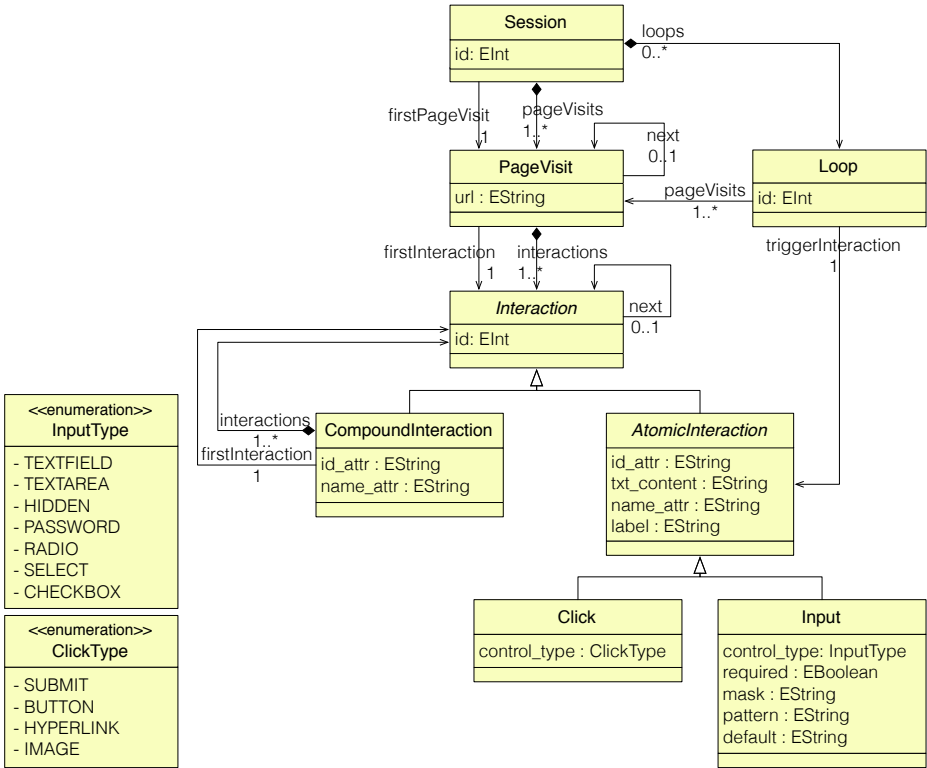 Session
id: EInt
loops
0..*
firstPageVisit
1
pageVisits
1..*
next
0..1
PageVisit
url : EString
Loop
id: EInt
pageVisits
1..*
triggerInteraction
1
firstInteraction
1
interactions
1..*
Interaction
id: EInt
next
0..1
<<enumeration>>
InputType
- TEXTFIELD
- TEXTAREA
- HIDDEN
- PASSWORD
- RADIO
- SELECT
- CHECKBOX
interactions
1..*
firstInteraction
1
CompoundInteraction
id_attr : EString
name_attr : EString
AtomicInteraction
id_attr : EString
txt_content : EString
name_attr : EString
label : EString
<<enumeration>>
ClickType
- SUBMIT
- BUTTON
- HYPERLINK
- IMAGE
Click
control_type : ClickType
Input
control_type: InputType
required : EBoolean
mask : EString
pattern : EString
default : EString